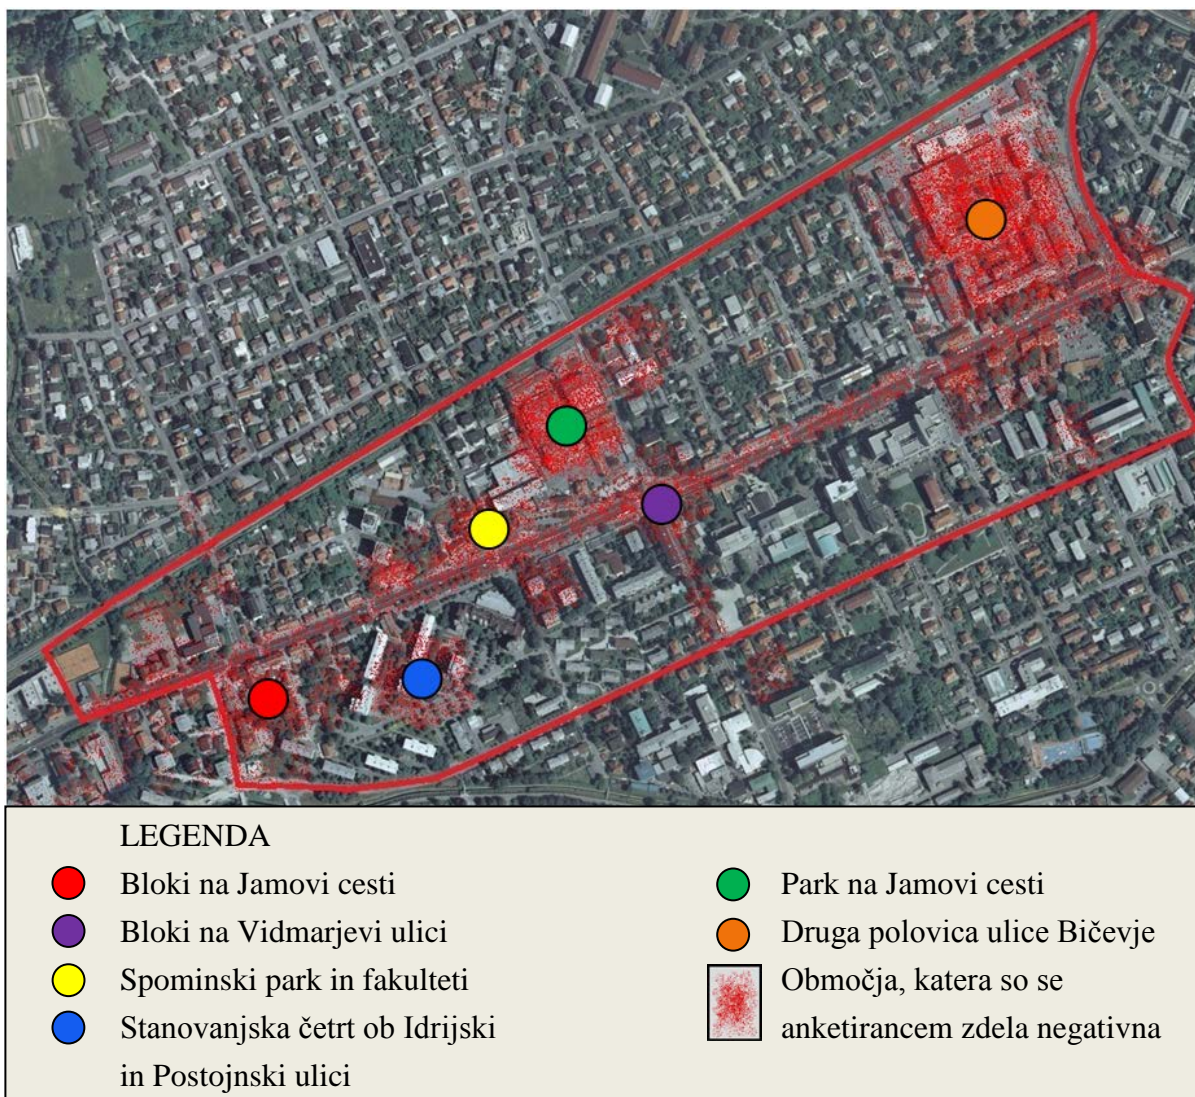 LEGENDA
Bloki na Jamovi cesti
Bloki na Vidmarjevi ulici
Spominski park in fakulteti
Stanovanjska četrt ob Idrijski
in Postojnski ulici
Park na Jamovi cesti
Druga polovica ulice Bičevje
Območja, katera so se
anketirancem zdela negativna